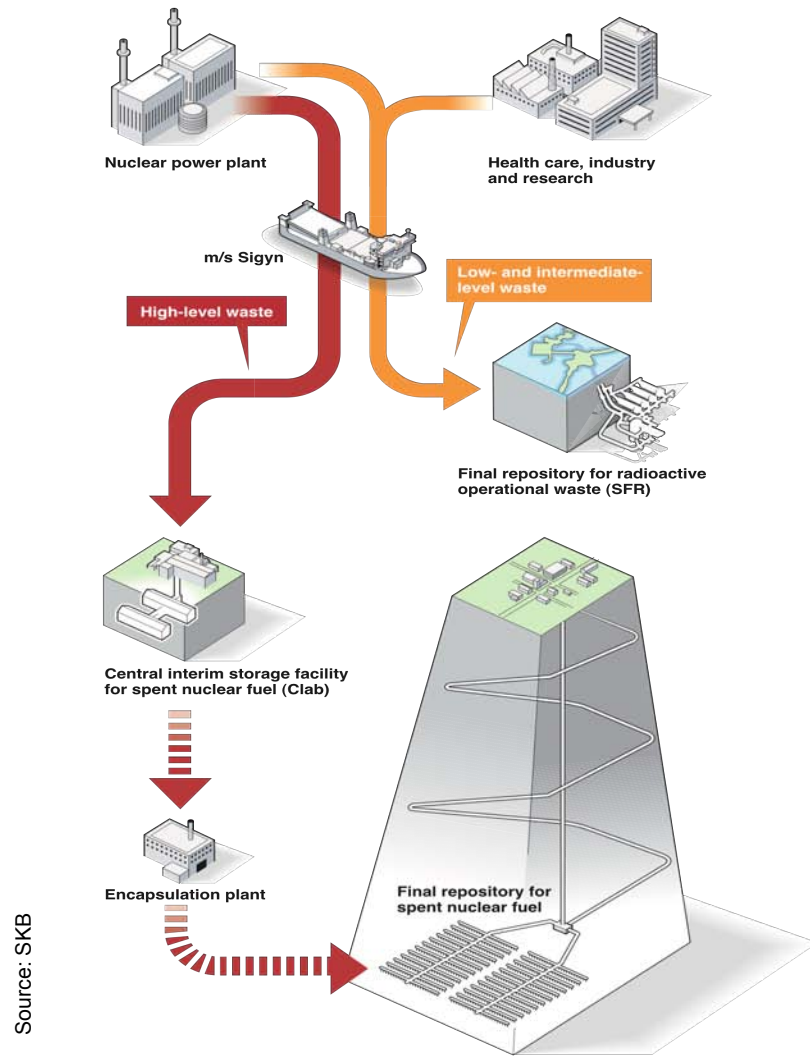 Nuclear power plant
Health care, industry
and research
m/s Sigyn
Low- and intermediate-
level waste
High-level waste
Final repository for radioactive
operational waste (SFR)
Central interim storage facility
for spent nuclear fuel (Clab)
Encapsulation plant
Final repository for
spent nuclear fuel
Source: SKB